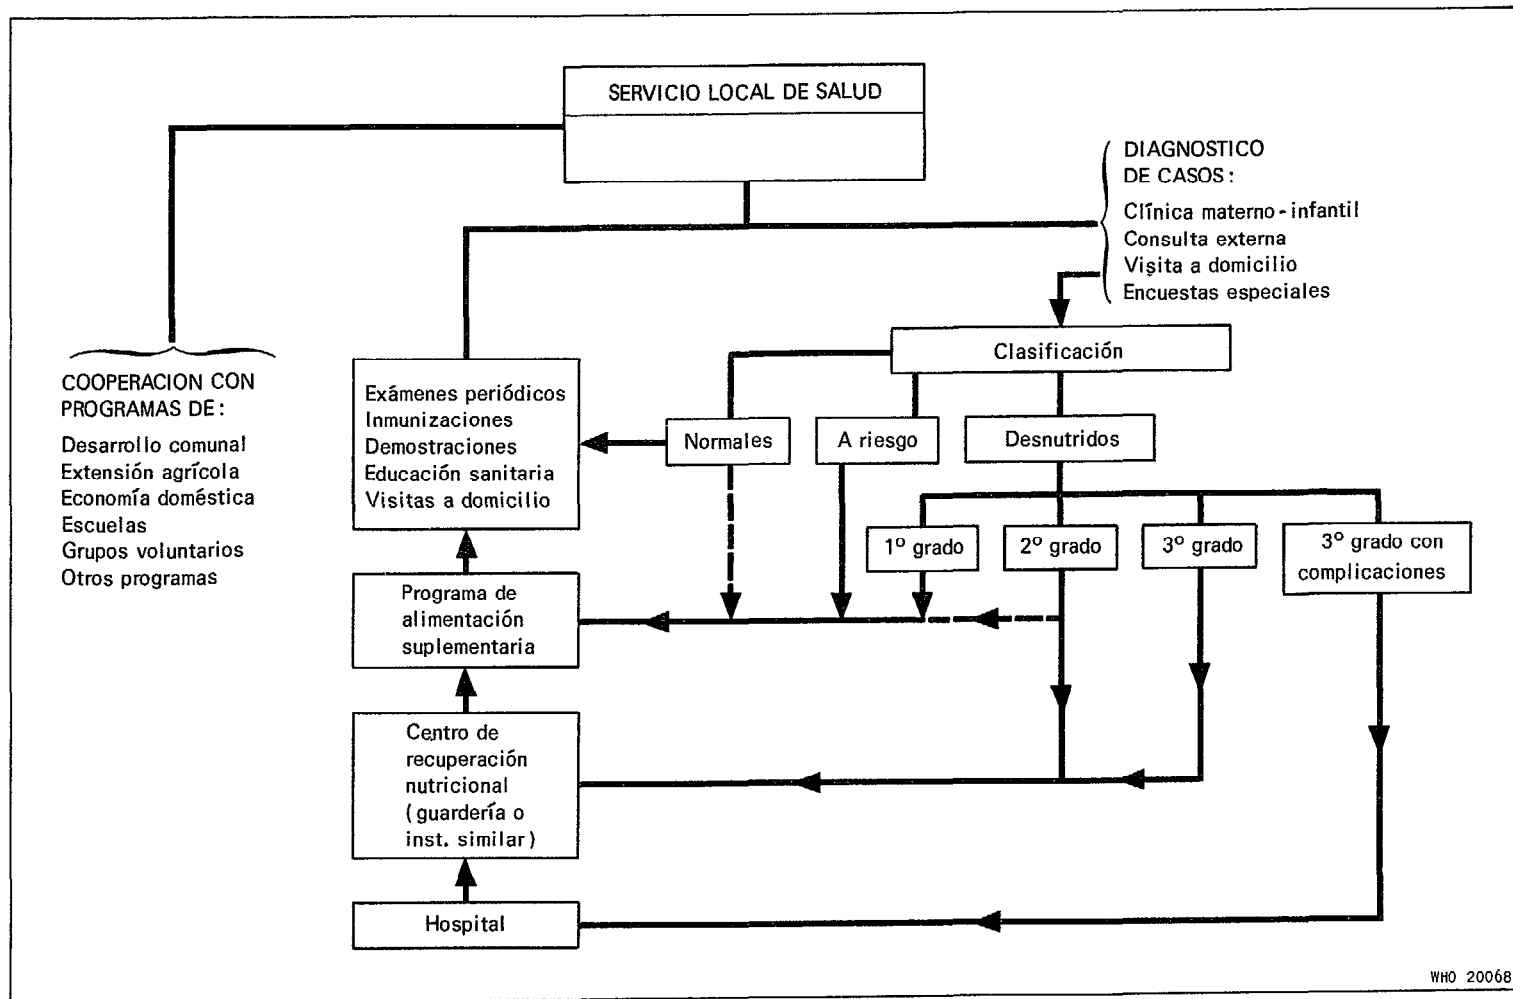 SERVICIO LOCAL DE SALUD
DIAGNOSTICO
DE CASOS :
Clínica materno-infantil
Consulta externa
Visita a domicilio
Encuestas especiales
COOPERACION CON
PROGRAMAS DE :
Desarrollo comunal
Extensión agrícola
Economía doméstica
Escuelas
Grupos voluntarios
Otros programas
Exámenes periódicos
Inmunizaciones
Demostraciones
Educación sanitaria
Visitas a domicilio
Clasificación
Normales
A riesgo
Desnutridos
1º grado
2º grado
3º grado
3º grado con
complicaciones
Programa de
alimentación
suplementaria
Centro de
recuperación
nutricional
(guardería o
inst. similar)
Hospital
WHO 20068